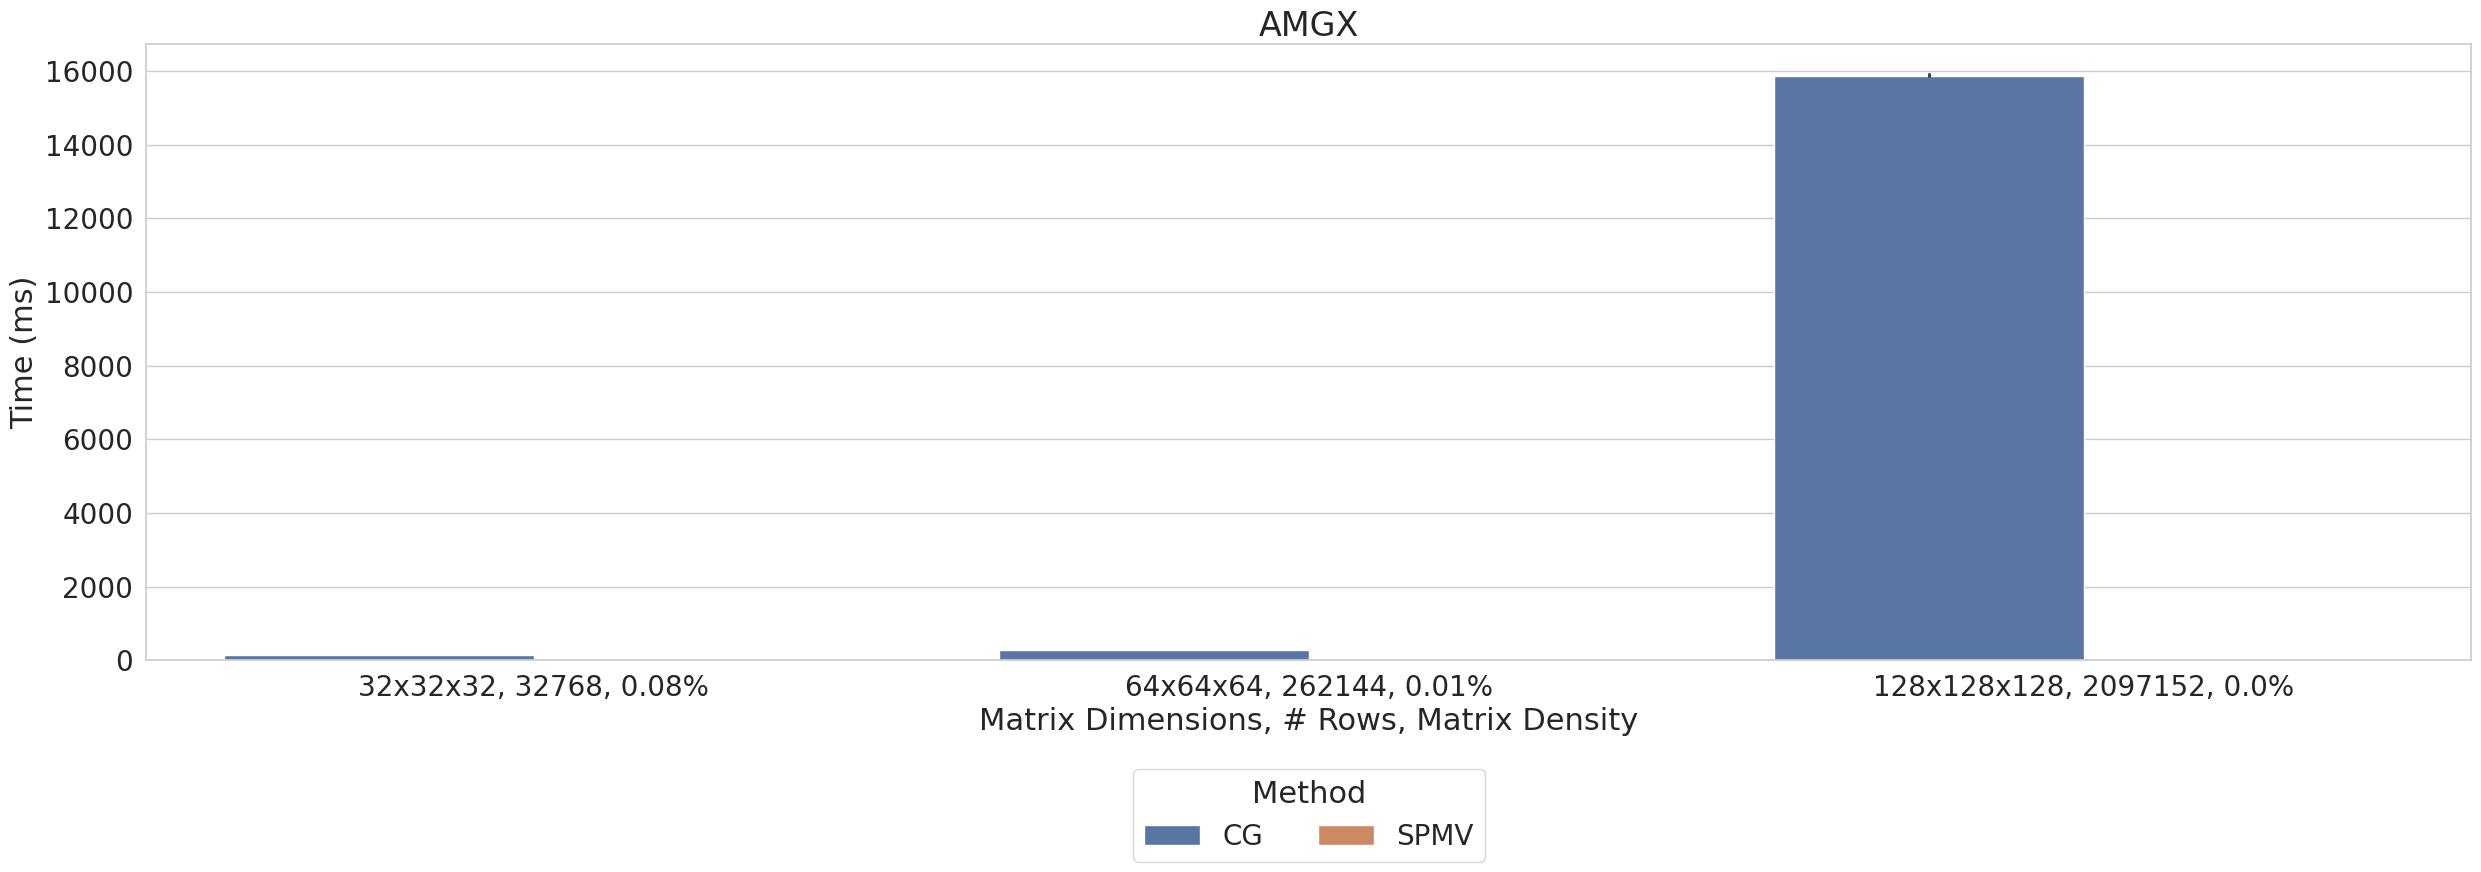 AMGX
16000
14000
12000
10000
8000
6000
4000
2000
0
Time (ms)
32x32x32, 32768, 0.08%
64x64x64, 262144, 0.01%
128x128x128, 2097152, 0.0%
Matrix Dimensions, # Rows, Matrix Density
Method
CG SPMV